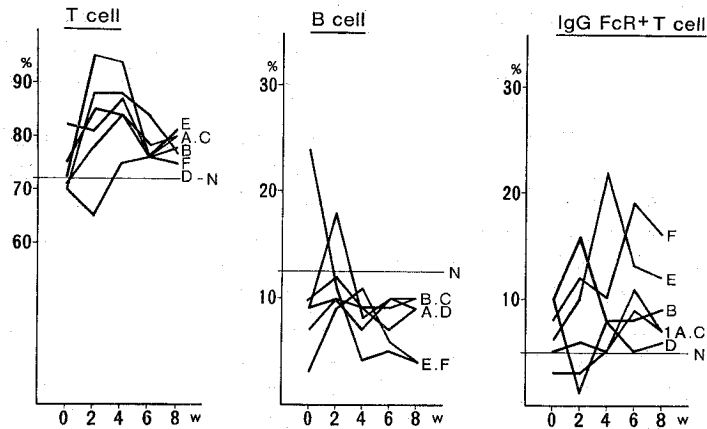 T cell
%
90
80
70
60
E
A.C
B
F
D-N
0 2 4 6 8 w
B cell
%
30
20
10
N
B.C
A.D
E.F
0 2 4 6 8 w
IgG FcR+ T cell
%
30
20
10
F
E
B
1A.C
D
N
0 2 4 6 8 w